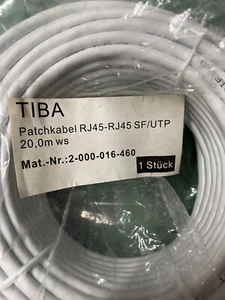 TIBA
Patchkabel RJ45-RJ45 SF/UTP
20,0m ws
Mat.-Nr.:2-000-016-460
1 Stück